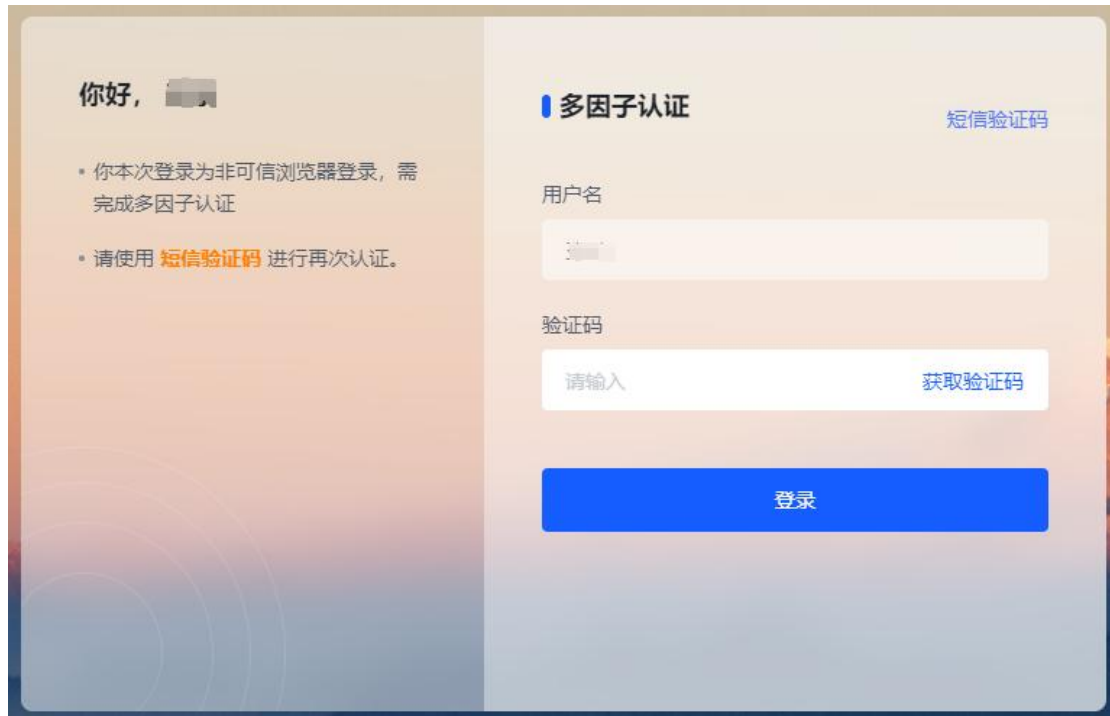 你好，
• 你本次登录为非可信浏览器登录，需
完成多因子认证
• 请使用 短信验证码 进行再次认证。
多因子认证
短信验证码
用户名
验证码
请输入 获取验证码
登录